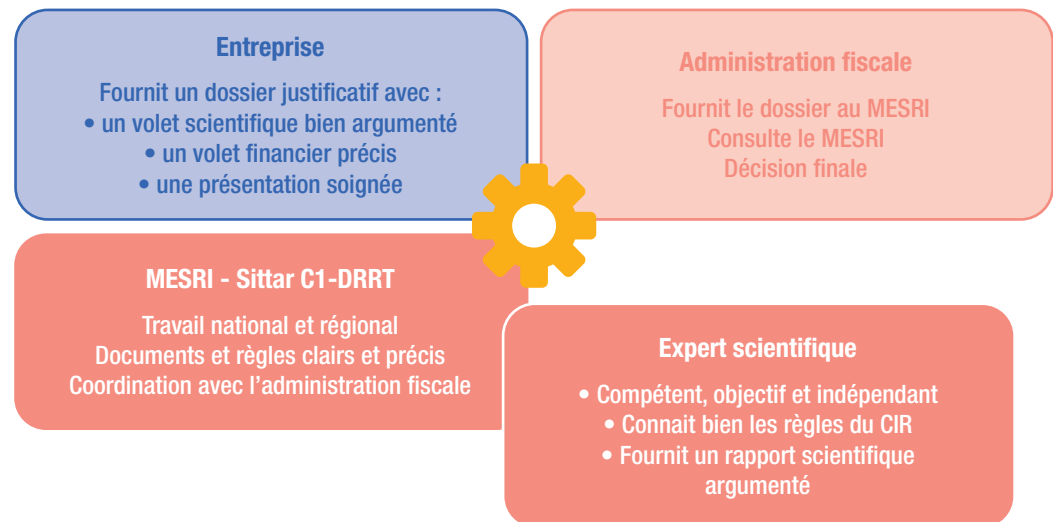 Entreprise
Fournit un dossier justificatif avec :
• un volet scientifique bien argumenté
• un volet financier précis
• une présentation soignée
Administration fiscale
Fournit le dossier au MESRI
Consulte le MESRI
Décision finale
MESRI - Sittar C1-DRRT
Travail national et régional
Documents et règles clairs et précis
Coordination avec l’administration fiscale
Expert scientifique
• Compétent, objectif et indépendant
• Connait bien les règles du CIR
• Fournit un rapport scientifique
argumenté